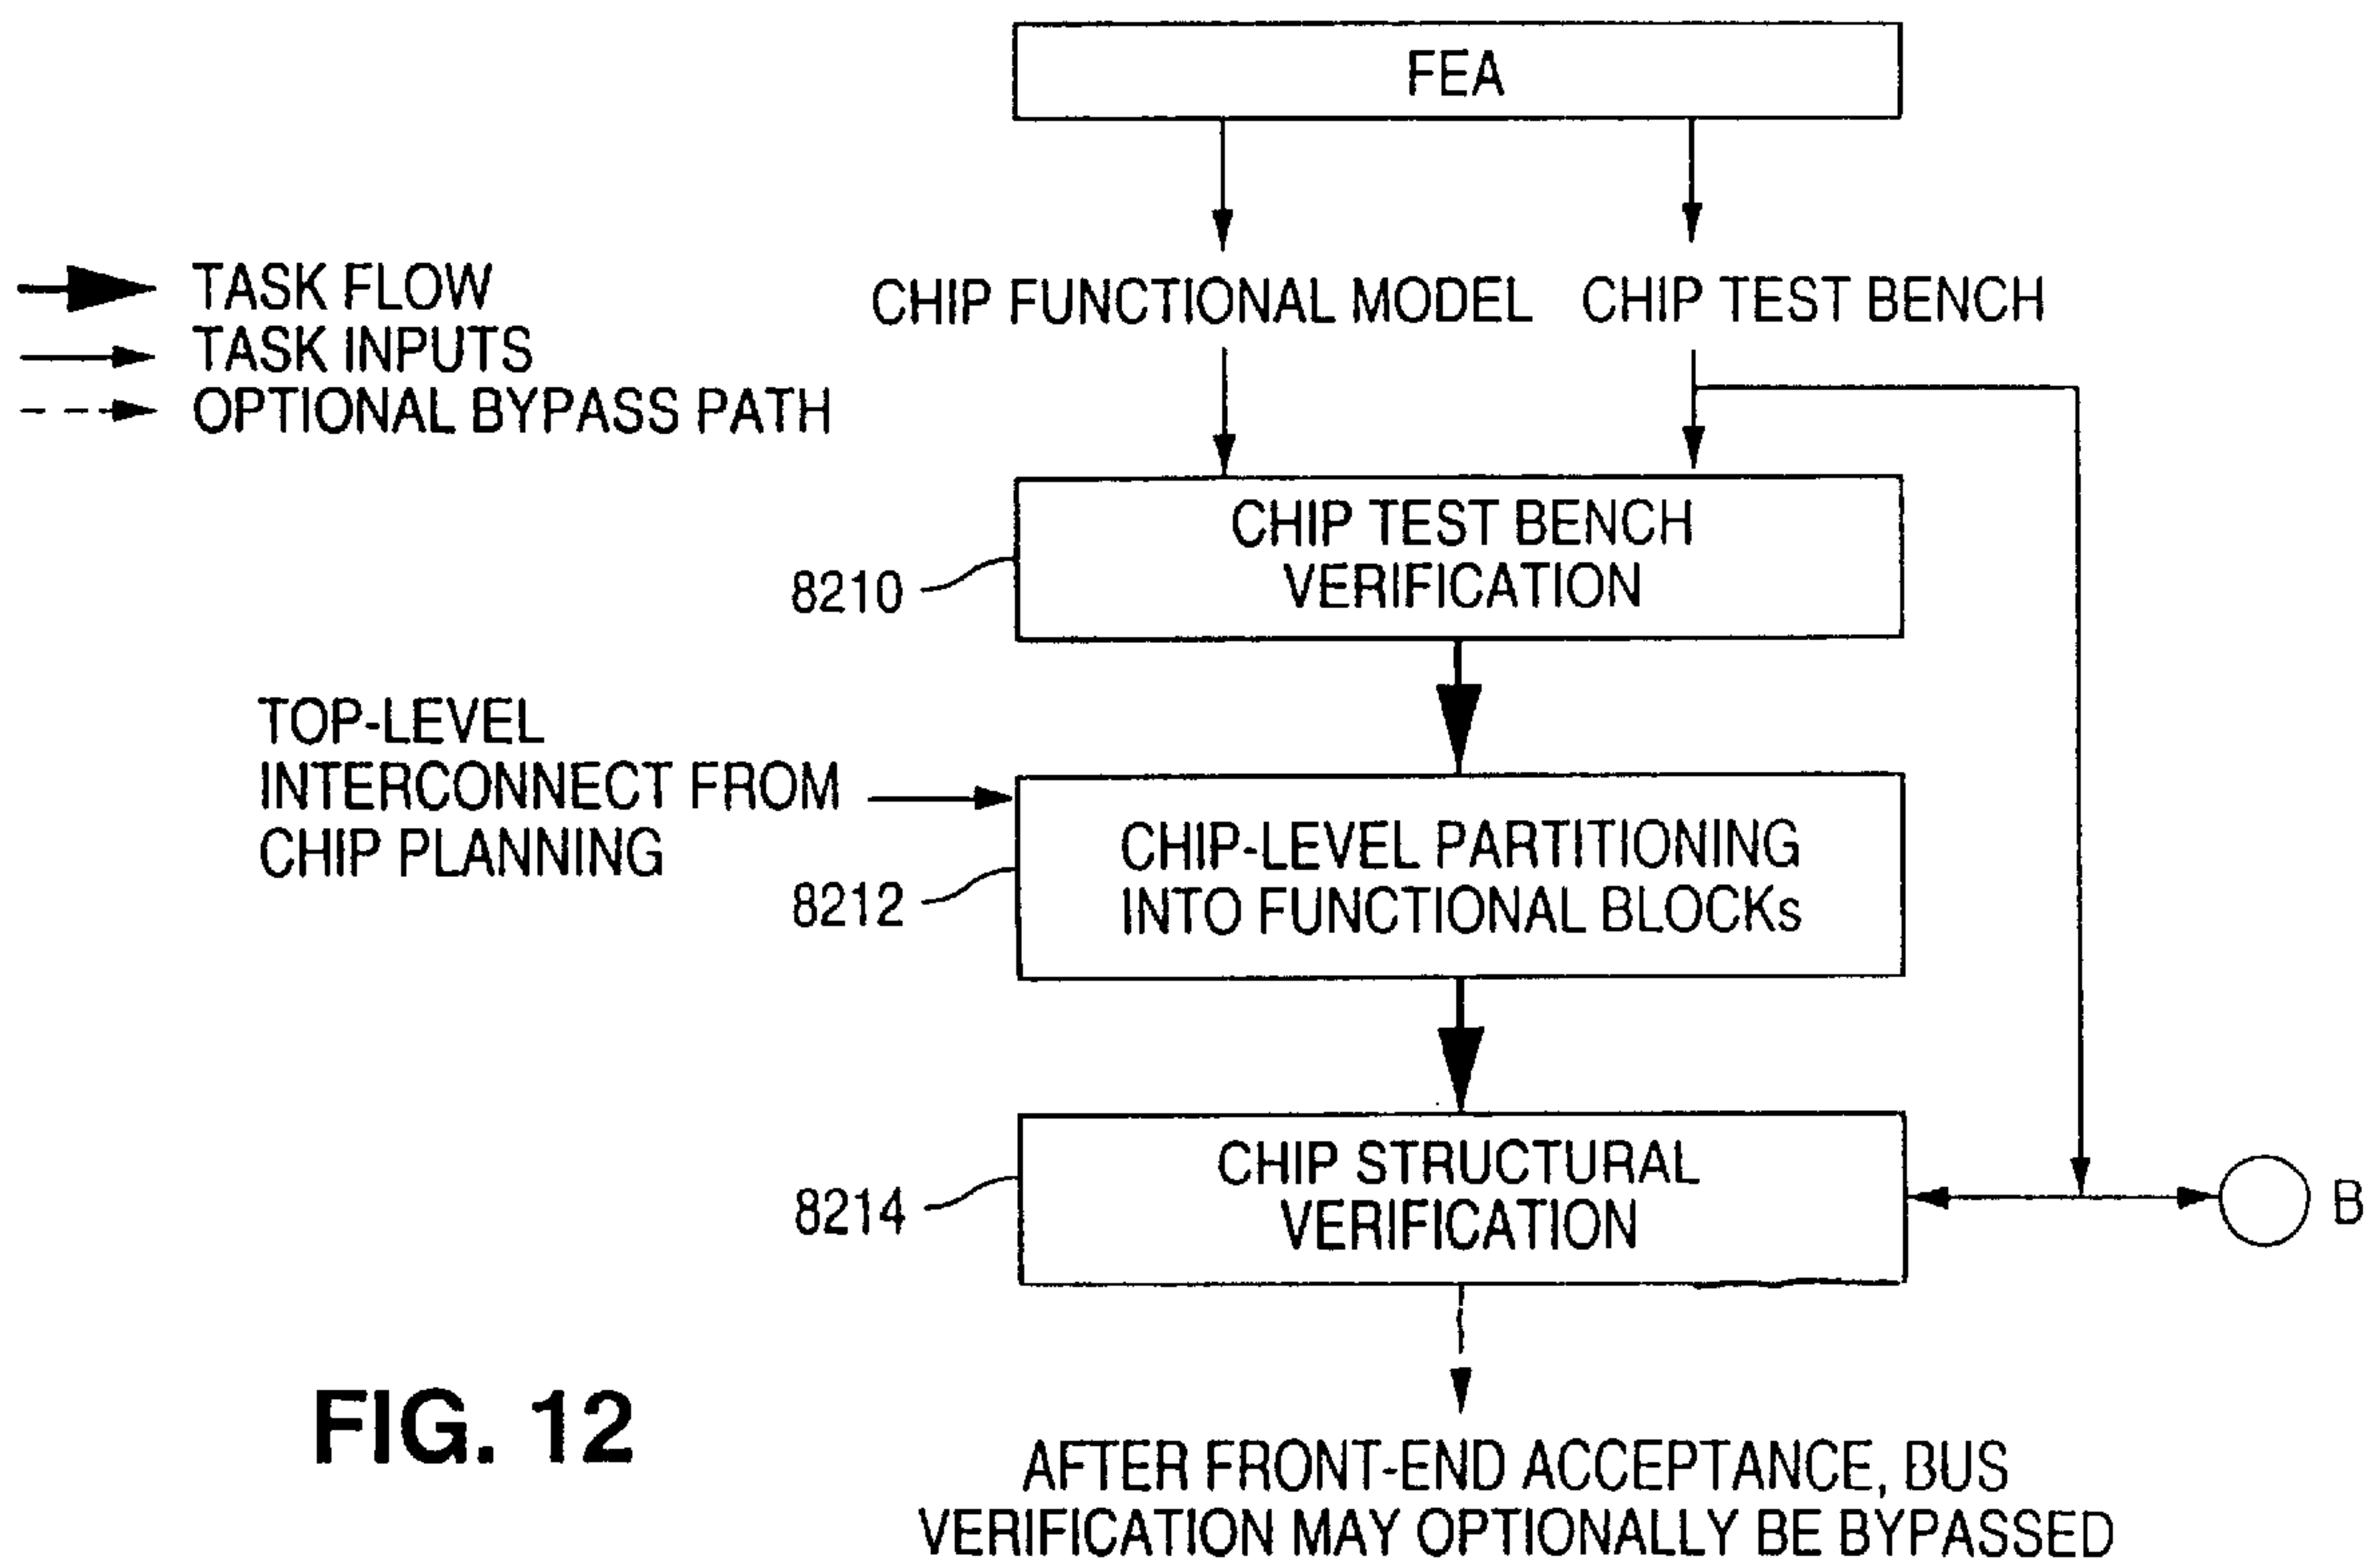 FEA
TASK FLOW
TASK INPUTS
OPTIONAL BYPASS PATH
CHIP FUNCTIONAL MODEL
CHIP TEST BENCH
CHIP TEST BENCH
VERIFICATION
8210
TOP-LEVEL
INTERCONNECT FROM
CHIP PLANNING
CHIP-LEVEL PARTITIONING
INTO FUNCTIONAL BLOCKs
8212
CHIP STRUCTURAL
VERIFICATION
8214
B
AFTER FRONT-END ACCEPTANCE, BUS
VERIFICATION MAY OPTIONALLY BE BYPASSED
FIG. 12